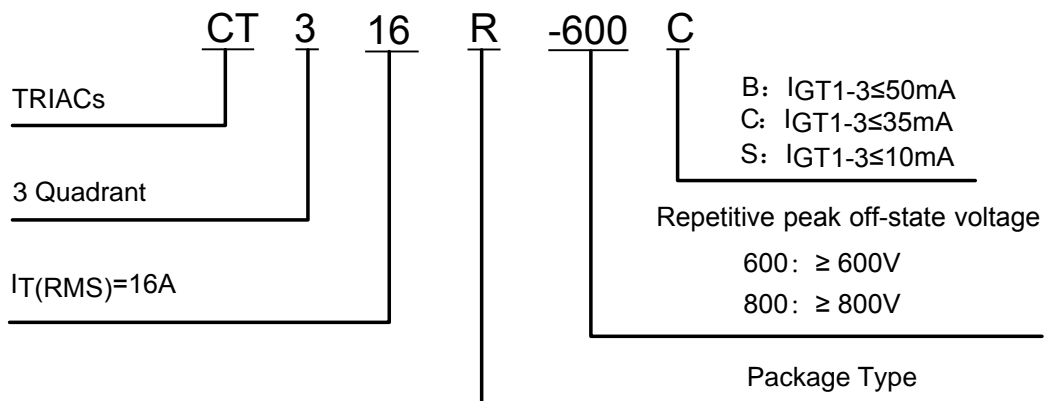 CT 3 16 R -600 C
TRIACs
3 Quadrant
IT(RMS)=16A
B：IGT1-3≤50mA
C：IGT1-3≤35mA
S：IGT1-3≤10mA
Repetitive peak off-state voltage
600：≥ 600V
800：≥ 800V
Package Type